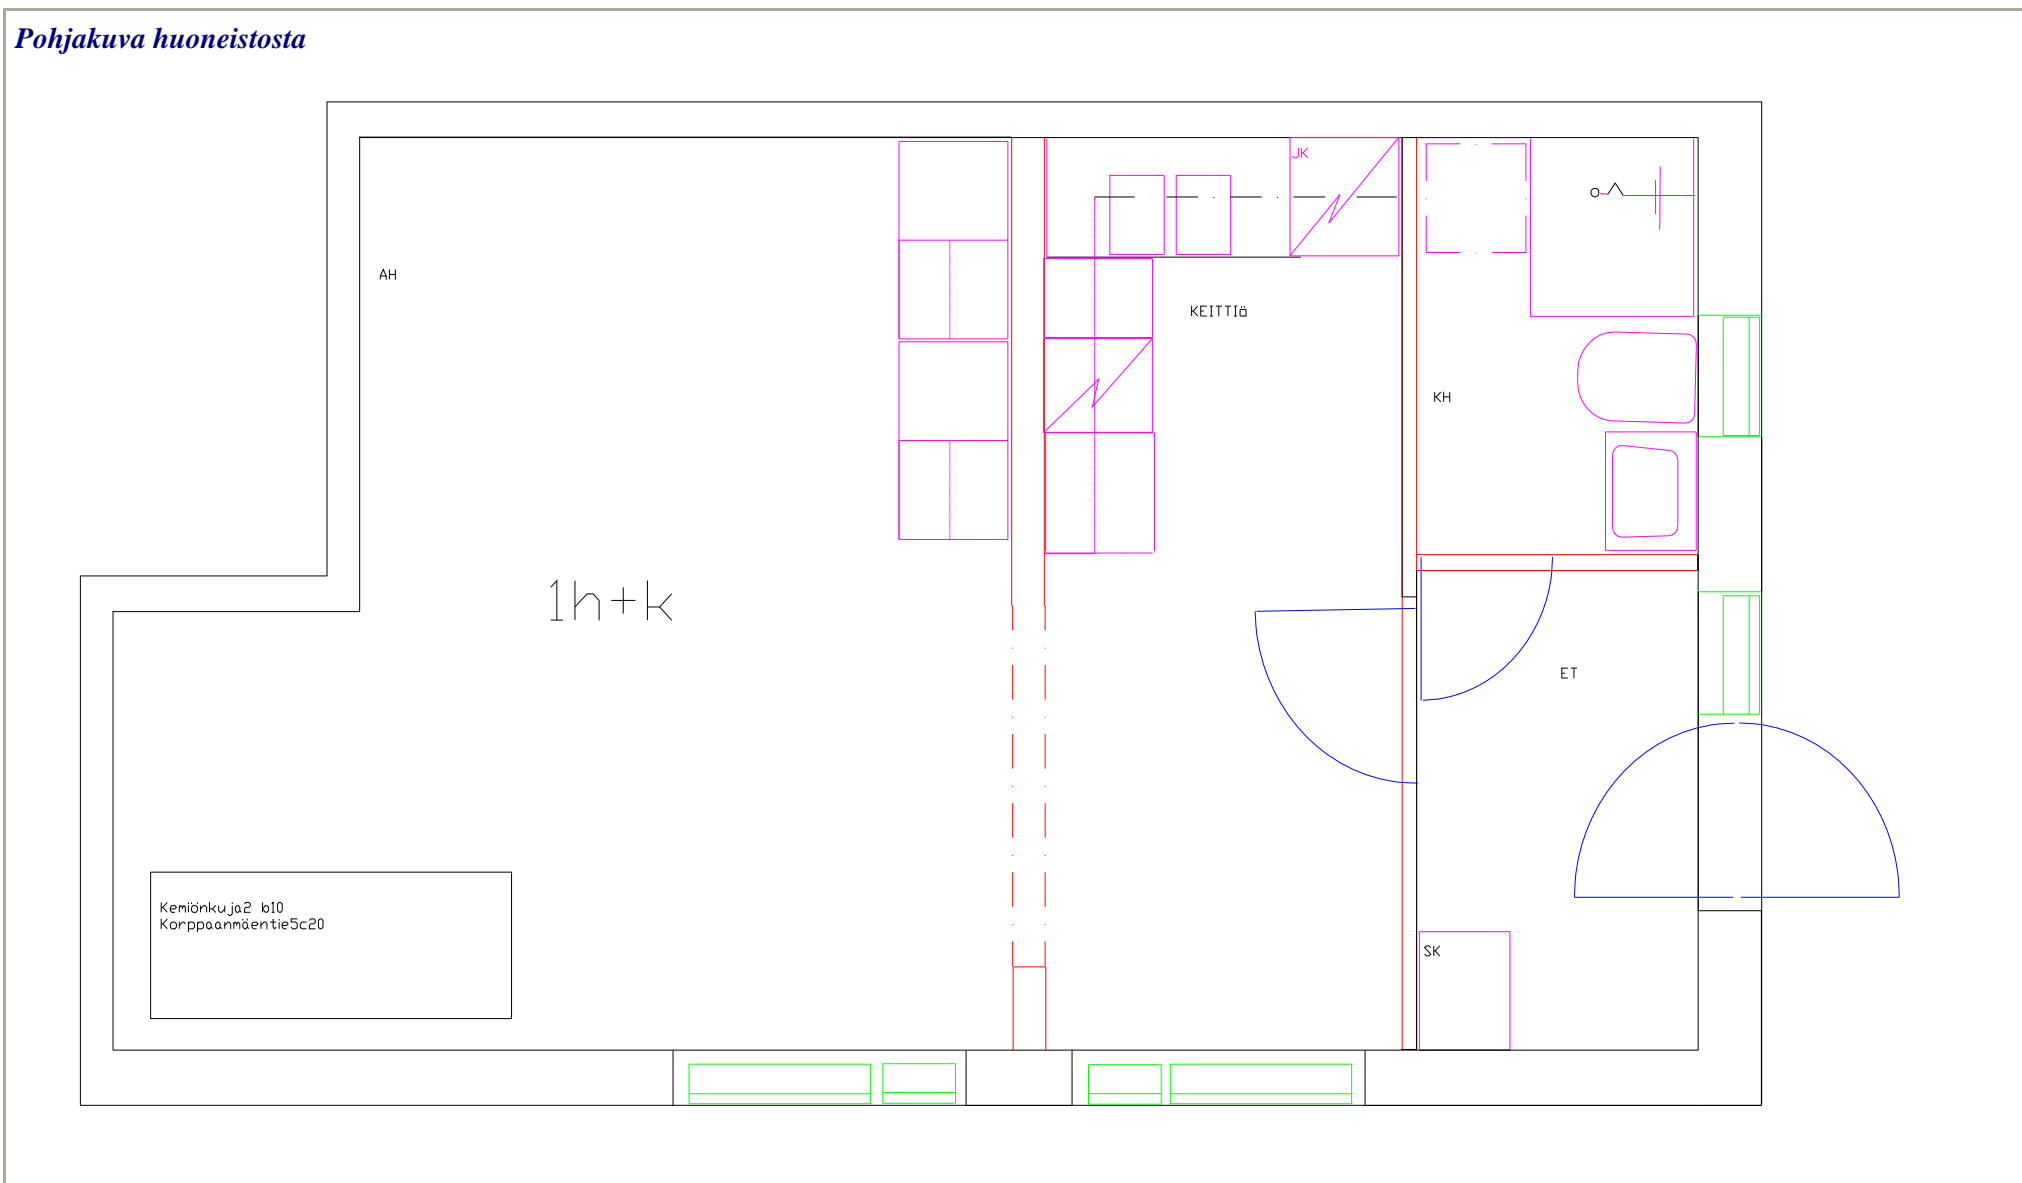 Pohjakuva huoneistosta
JK
AH
KEITTIö
KH
1h+k
ET
Kemiönkuja2 b10
Korppaanmäentie5c20
SK